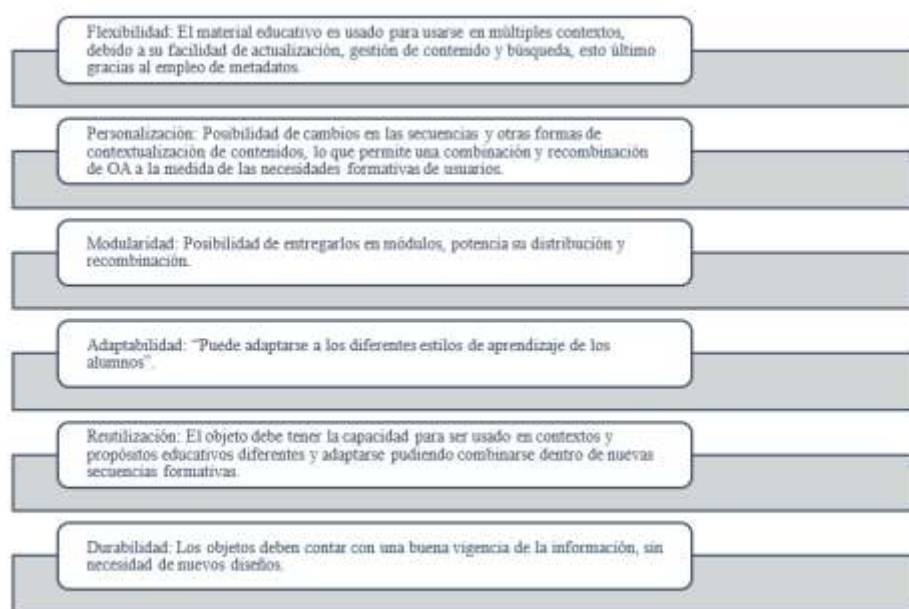 Flexibilidad: El material educativo es usado para usarse en múltiples contextos,
debido a su facilidad de actualización, gestión de contenido y búsqueda, esto último
gracias al empleo de metadatos.
Personalización: Posibilidad de cambios en las secuencias y otras formas de
contextualización de contenidos, lo que permite una combinación y recombinación
de OA a la medida de las necesidades formativas de usuarios.
Modularidad: Posibilidad de entregarlos en módulos, potencia su distribución y
recombinación.
Adaptabilidad: “Puede adaptarse a los diferentes estilos de aprendizaje de los
alumnos”.
Reutilización: El objeto debe tener la capacidad para ser usado en contextos y
propósitos educativos diferentes y adaptarse pudiendo combinarse dentro de nuevas
secuencias formativas.
Durabilidad: Los objetos deben contar con una buena vigencia de la información, sin
necesidad de nuevos diseños.